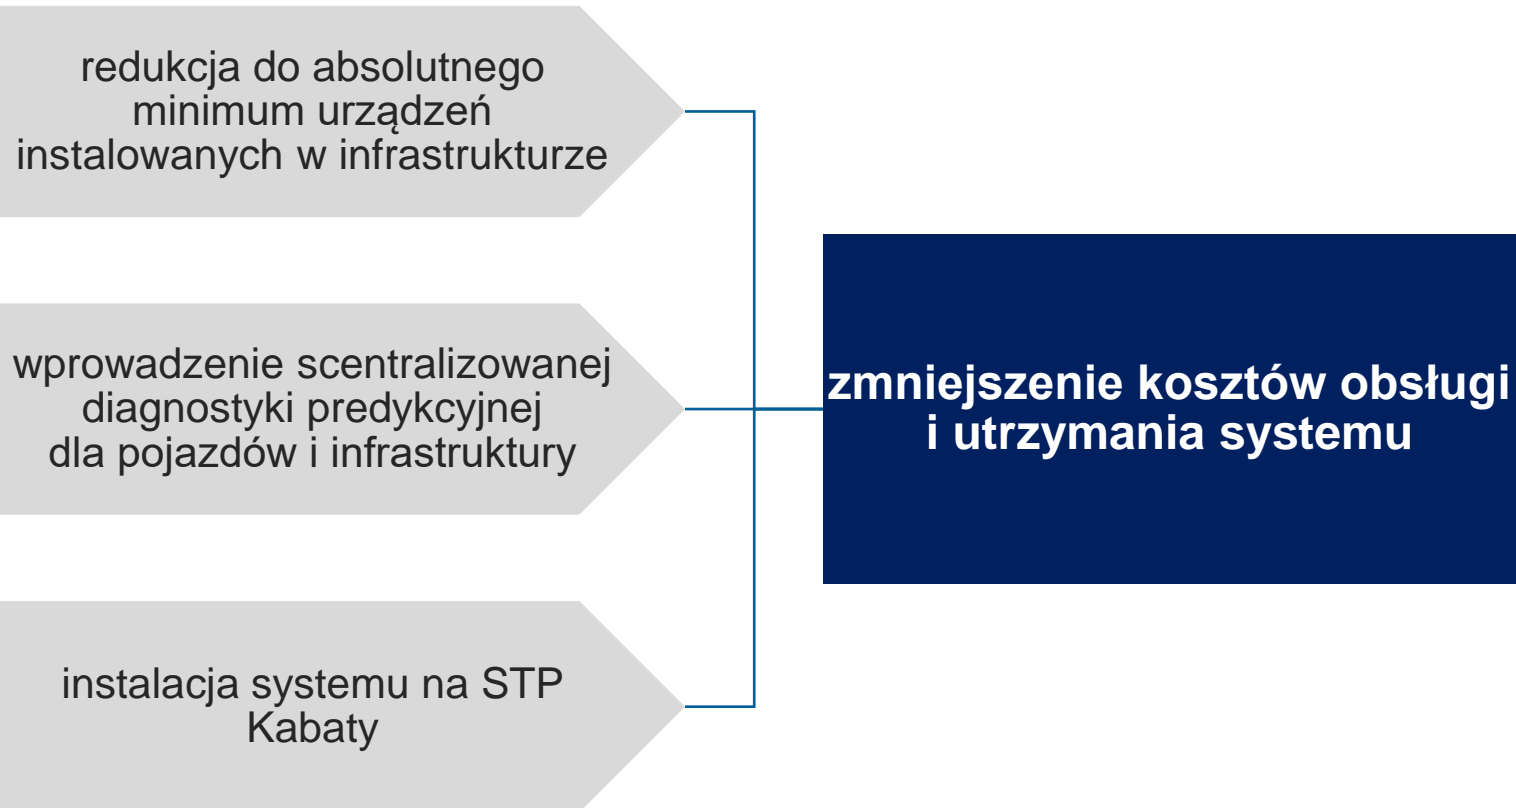 redukcja do absolutnego
minimum urządzeń
instalowanych w infrastrukturze
wprowadzenie scentralizowanej
diagnostyki predykcyjnej
dla pojazdów i infrastruktury
instalacja systemu na STP
Kabaty
zmniejszenie kosztów obsługi
i utrzymania systemu